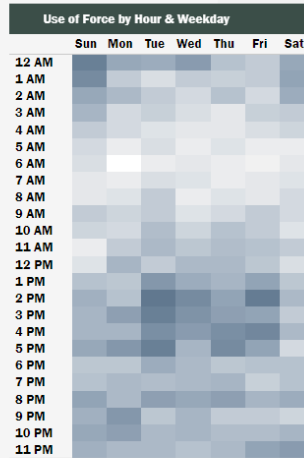 Use of Force by Hour & Weekday
Sun Mon Tue Wed Thu Fri Sat
12 AM
1 AM
2 AM
3 AM
4 AM
5 AM
6 AM
7 AM
8 AM
9 AM
10 AM
11 AM
12 PM
1 PM
2 PM
3 PM
4 PM
5 PM
6 PM
7 PM
8 PM
9 PM
10 PM
11 PM